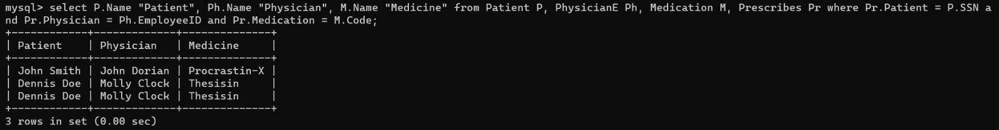 mysql> select P.Name "Patient", Ph.Name "Physician", M.Name "Medicine" from Patient P, PhysicianE Ph, Medication M, Prescribes Pr where Pr.Patient = P.SSN a
nd Pr.Physician = Ph.EmployeeID and Pr.Medication = M.Code;
+------------+-------------+--------------+
| Patient    | Physician   | Medicine     |
+------------+-------------+--------------+
| John Smith | John Dorian | Procrastin-X |
| Dennis Doe | Molly Clock | Thesisin     |
| Dennis Doe | Molly Clock | Thesisin     |
+------------+-------------+--------------+
3 rows in set (0.00 sec)